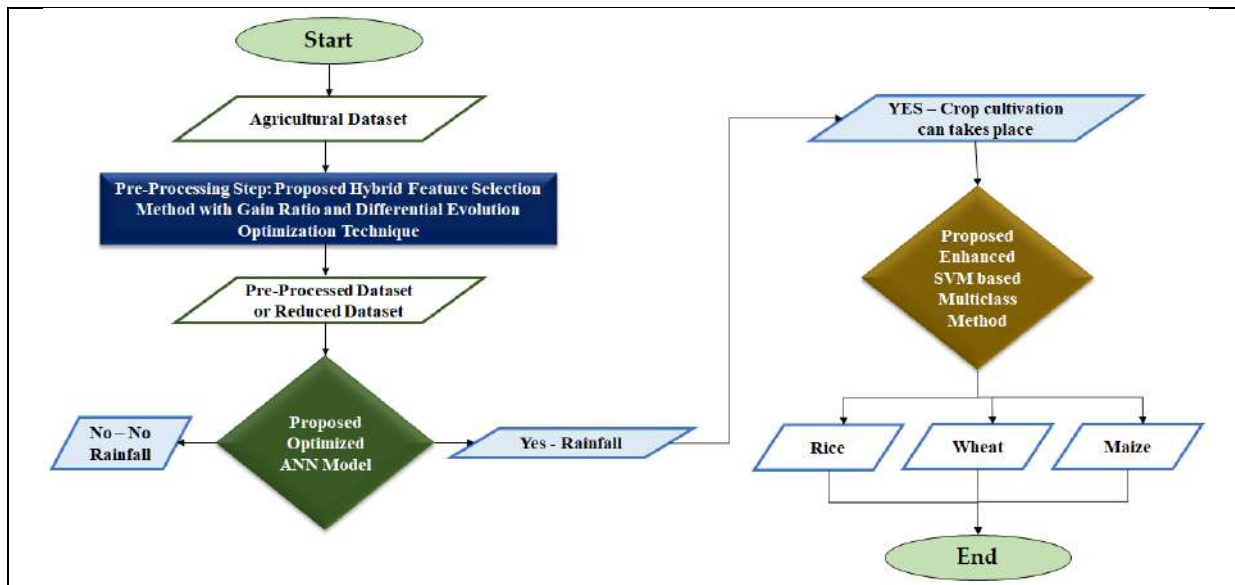 Start
Agricultural Dataset
Pre-Processing Step: Proposed Hybrid Feature Selection
Method with Gain Ratio and Differential Evolution
Optimization Technique
Pre-Processed Dataset
or Reduced Dataset
Proposed
Optimized
ANN Model
No – No
Rainfall
Yes - Rainfall
YES – Crop cultivation
can takes place
Proposed
Enhanced
SVM based
Multiclass
Method
Rice
Wheat
Maize
End